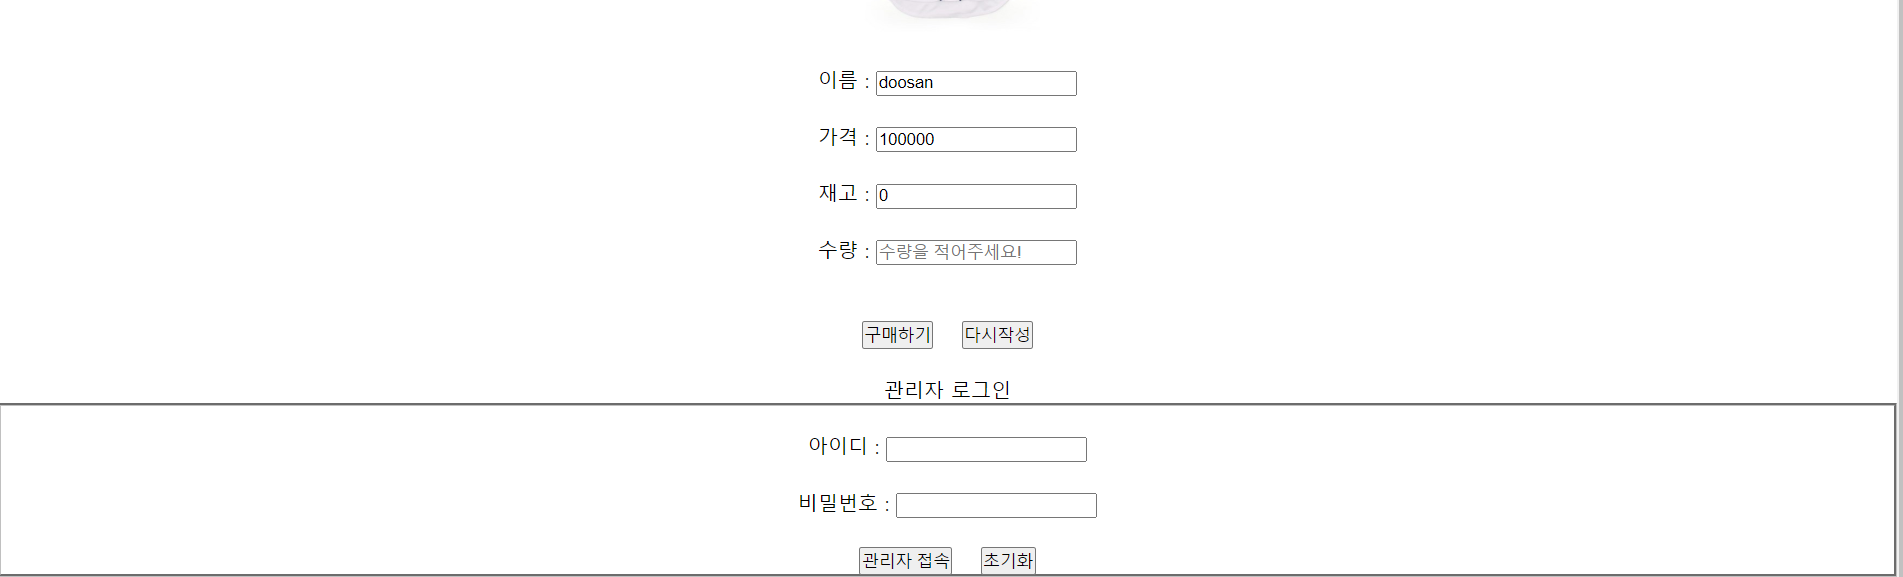 이름 : doosan
가격 : 100000
재고 : 0
수량 : 수량을 적어주세요!
구매하기 다시작성
관리자 로그인
아이디 :
비밀번호 :
관리자 접속 초기화